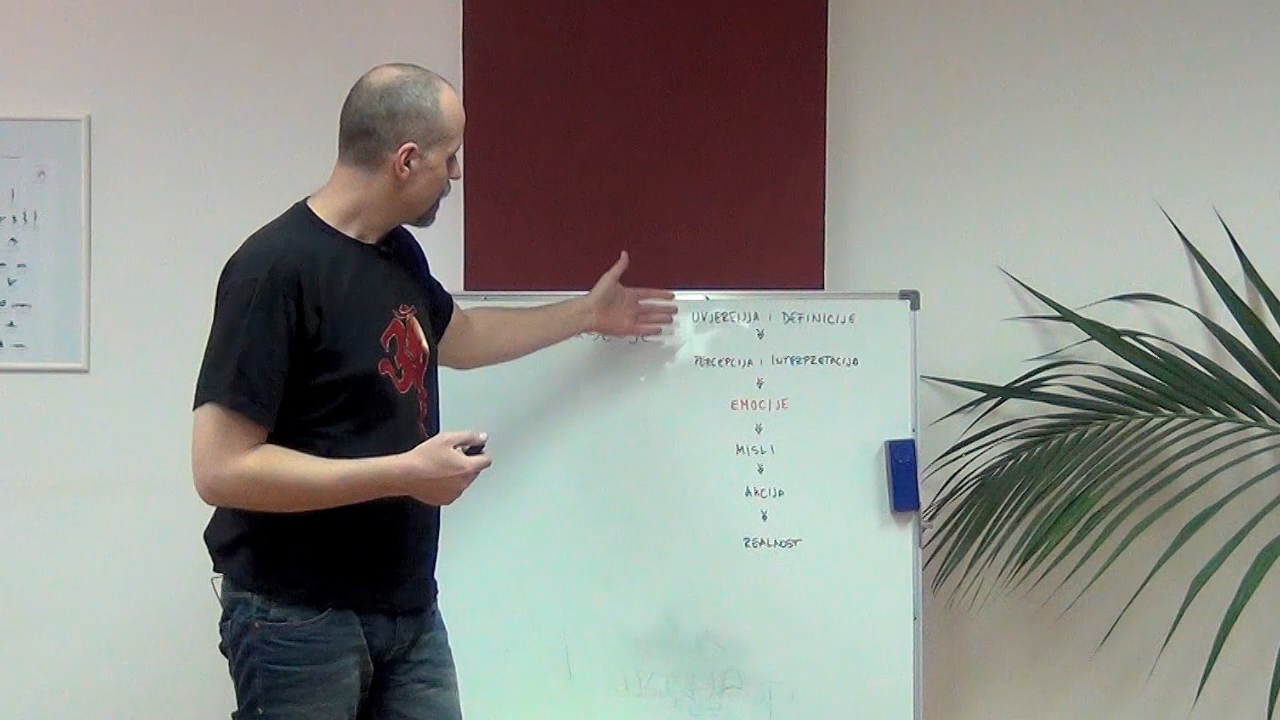 UVJERENJA I DEFINICIJE
PERCEPCIJA I INTERPRETACIJA
EMOCIJE
MISLI
AKCIJA
REALNOST